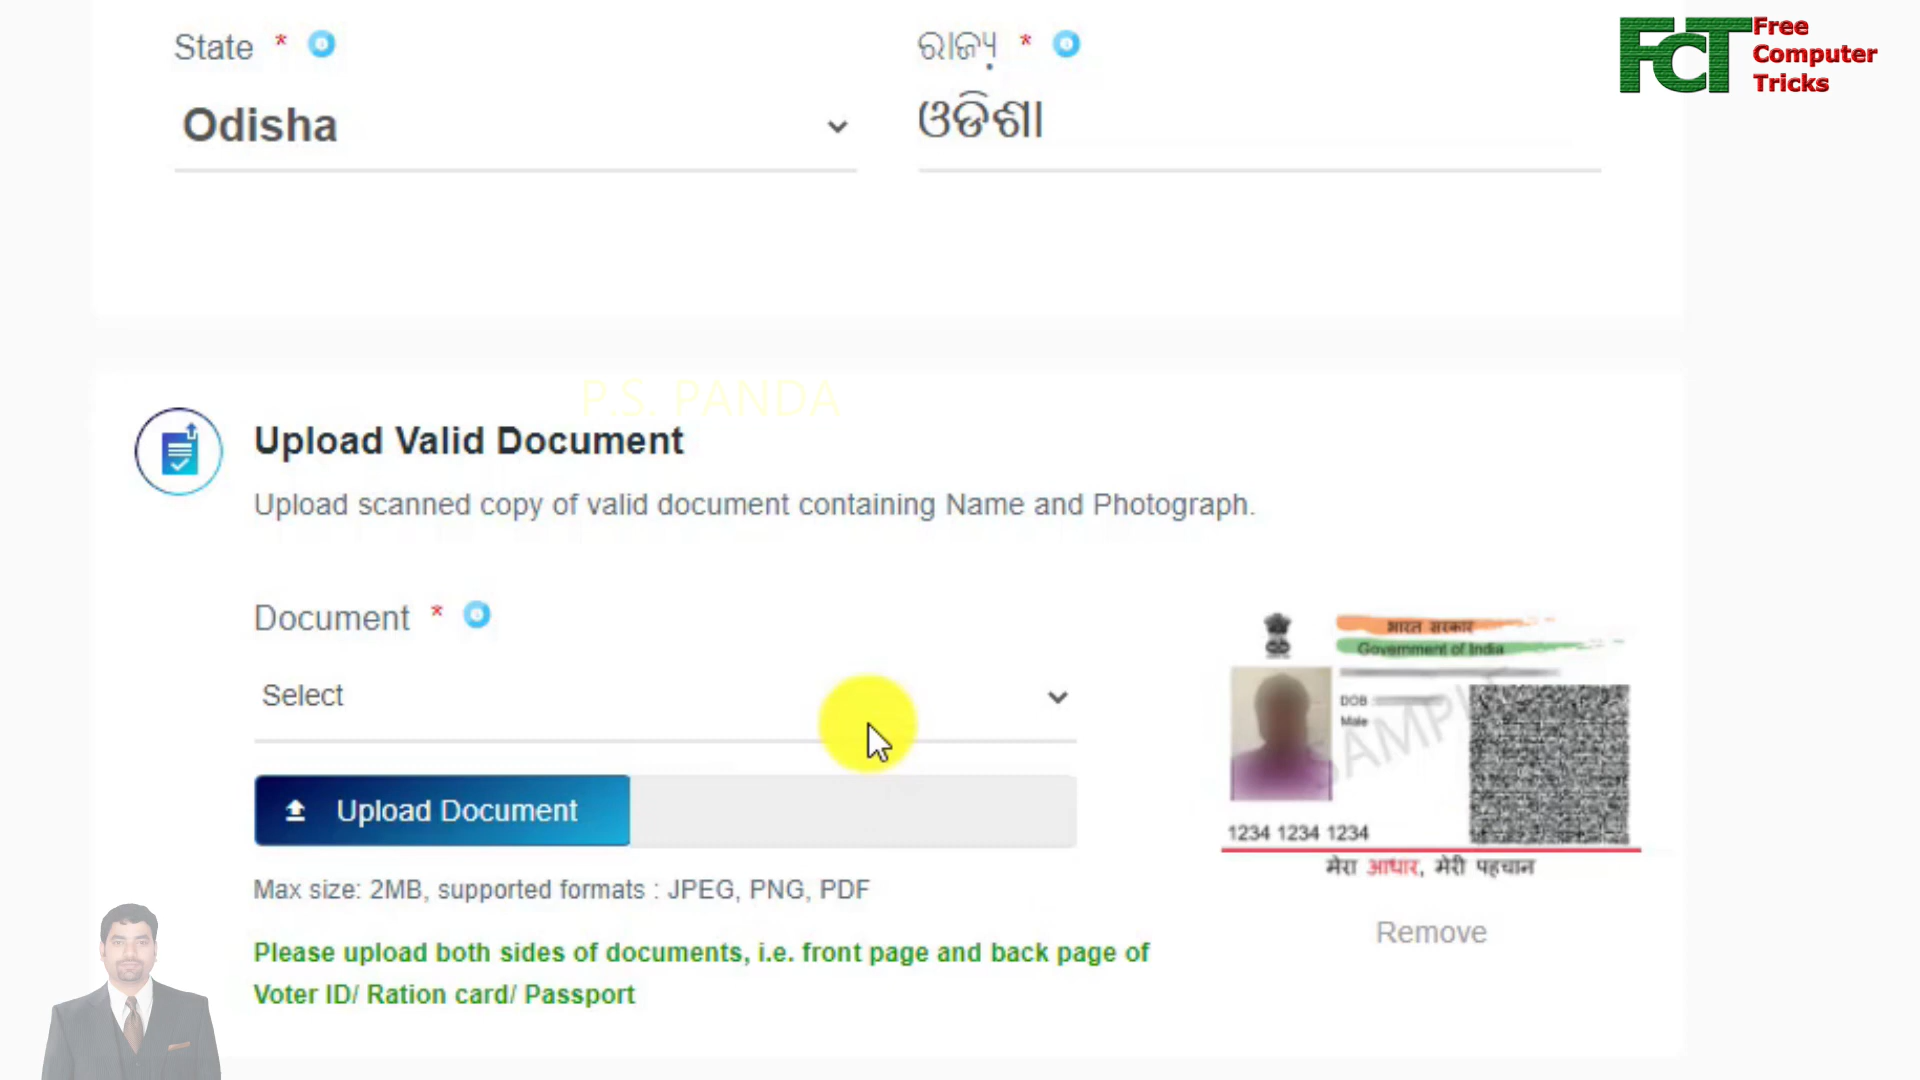 State *
ରାଜ୍ୟ *
Free
FCT Computer
Tricks
Odisha
ଓଡିଶା
P.S. PANDA
Upload Valid Document
Upload scanned copy of valid document containing Name and Photograph.
Document *
Select
Upload Document
Max size: 2MB, supported formats : JPEG, PNG, PDF
Please upload both sides of documents, i.e. front page and back page of
Voter ID/ Ration card/ Passport
भारत सरकार
Government of India
DOB
Male
SAMPL
1234 1234 1234
मेरा आधार, मेरी पहचान
Remove